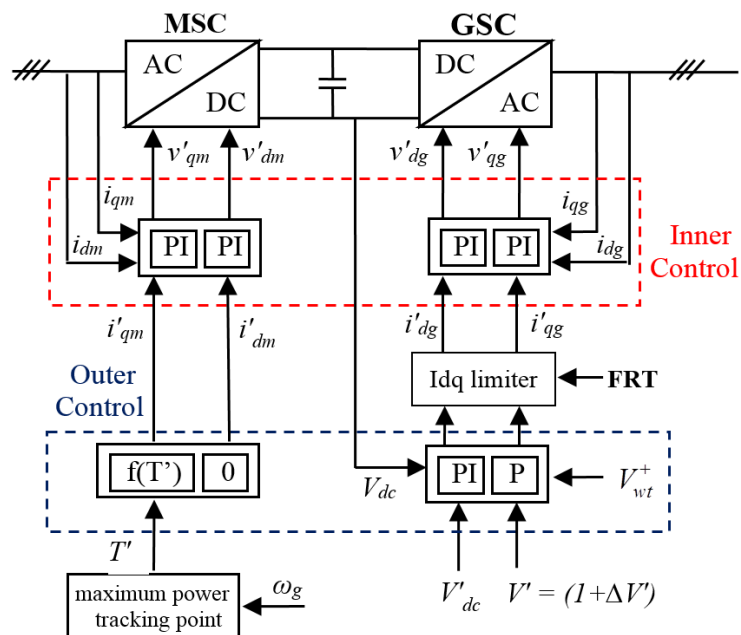 MSC
GSC
AC
DC
DC
AC
v'qm
v'dm
v'dg
v'qg
iqm
idm
iqg
idg
PI
PI
PI
PI
Inner
Control
i'qm
i'dm
i'dg
i'qg
Idq limiter
FRT
Outer
Control
f(T’)
0
Vdc
PI
P
V+wt
T'
maximum power
tracking point
ωg
V'dc
V' = (1+ΔV')